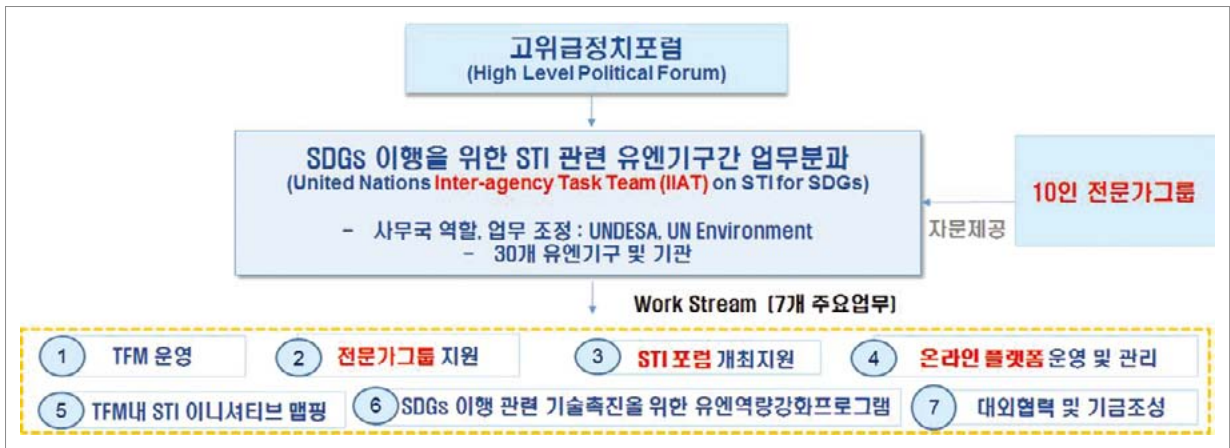 고위급정치포럼
(High Level Political Forum)
SDGs 이행을 위한 STI 관련 유엔기구간 업무분과
(United Nations Inter-agency Task Team (IIAT) on STI for SDGs)
- 사무국 역할, 업무 조정 : UNDESA, UN Environment
- 30개 유엔기구 및 기관
10인 전문가그룹
자문제공
Work Stream (7개 주요업무)
1 TFM 운영
2 전문가그룹 지원
3 STI 포럼 개최지원
4 온라인 플랫폼 운영 및 관리
5 TFM내 STI 이니셔티브 맵핑
6 SDGs 이행 관련 기술촉진을 위한 유엔역량강화프로그램
7 대외협력 및 기금조성